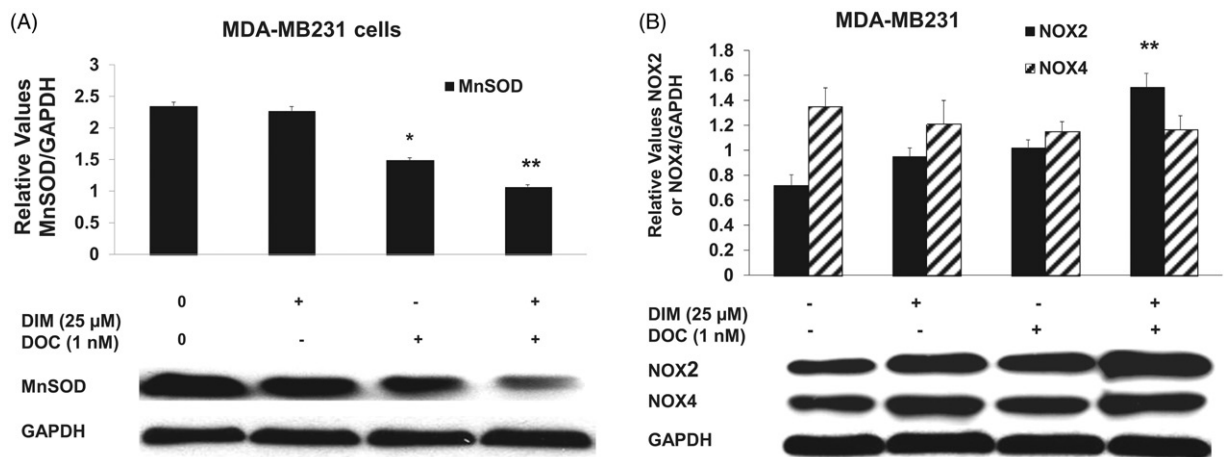 (A)
MDA-MB231 cells
Relative Values
MnSOD/GAPDH
MnSOD
3
2.5
2
1.5
1
0.5
0
*
**
0 + - +
DIM (25 µM)
DOC (1 nM) 0 - + +
MnSOD
GAPDH
(B)
MDA-MB231
NOX2
NOX4
**
Relative Values NOX2
or NOX4/GAPDH
1.8
1.6
1.4
1.2
1
0.8
0.6
0.4
0.2
0
DIM (25 µM) - + - +
DOC (1 nM) - - + +
NOX2
NOX4
GAPDH